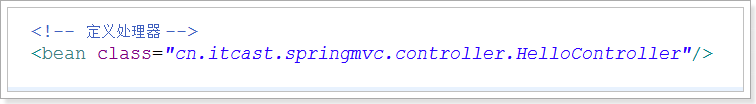 <!-- 定义处理器 -->
<bean class="cn.itcast.springmvc.controller.HelloController"/>